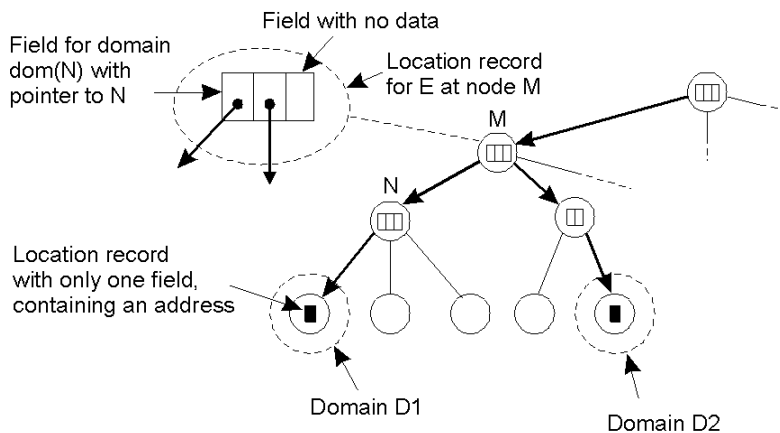 Field with no data
Field for domain
dom(N) with
pointer to N
Location record
for E at node M
M
N
Location record
with only one field,
containing an address
Domain D1
Domain D2